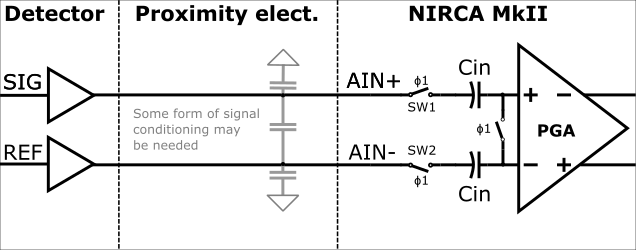 Detector
Proximity elect.
NIRCA MkII
SIG
AIN+
ϕ1
SW1
Cin
+
−
Some form of signal
conditioning may
be needed
ϕ1
PGA
REF
AIN-
SW2
ϕ1
Cin
−
+